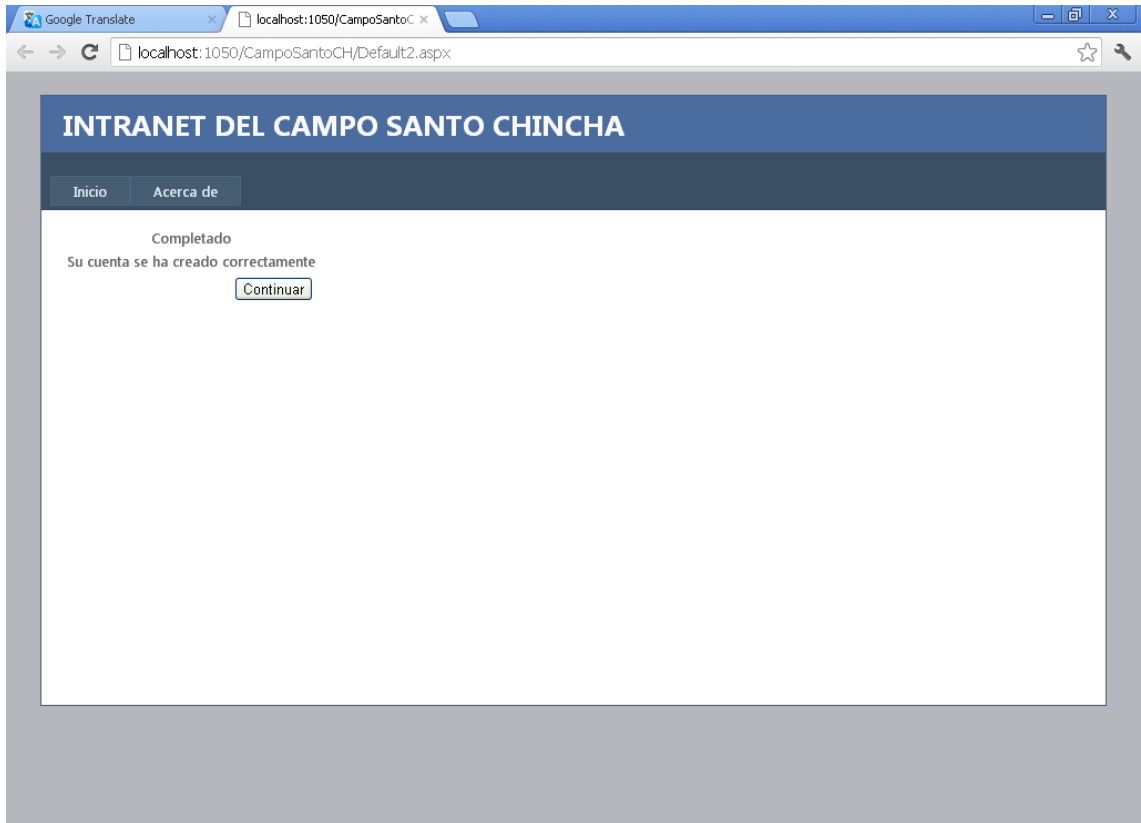 Google Translate
localhost:1050/CampoSantoC
localhost:1050/CampoSantoCH/Default2.aspx
INTRANET DEL CAMPO SANTO CHINCHA
Inicio
Acerca de
Completado
Su cuenta se ha creado correctamente
Continuar